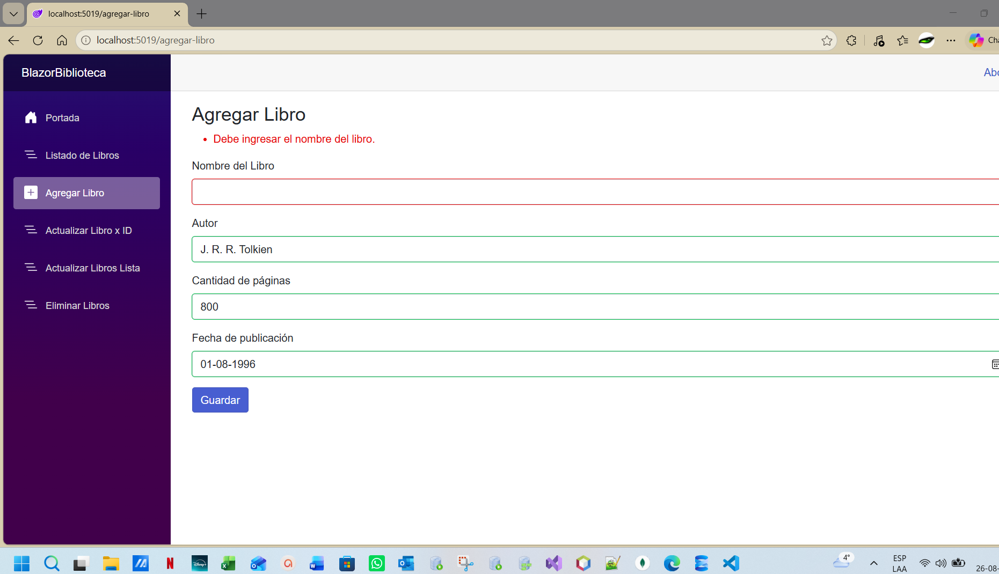 localhost:5019/agregar-libro
localhost:5019/agregar-libro
BlazorBiblioteca
Portada
Listado de Libros
Agregar Libro
Actualizar Libro x ID
Actualizar Libros Lista
Eliminar Libros
Agregar Libro
Debe ingresar el nombre del libro.
Nombre del Libro
Autor
J. R. R. Tolkien
Cantidad de páginas
800
Fecha de publicación
01-08-1996
Guardar
4°
ESP
LAA
26-08-